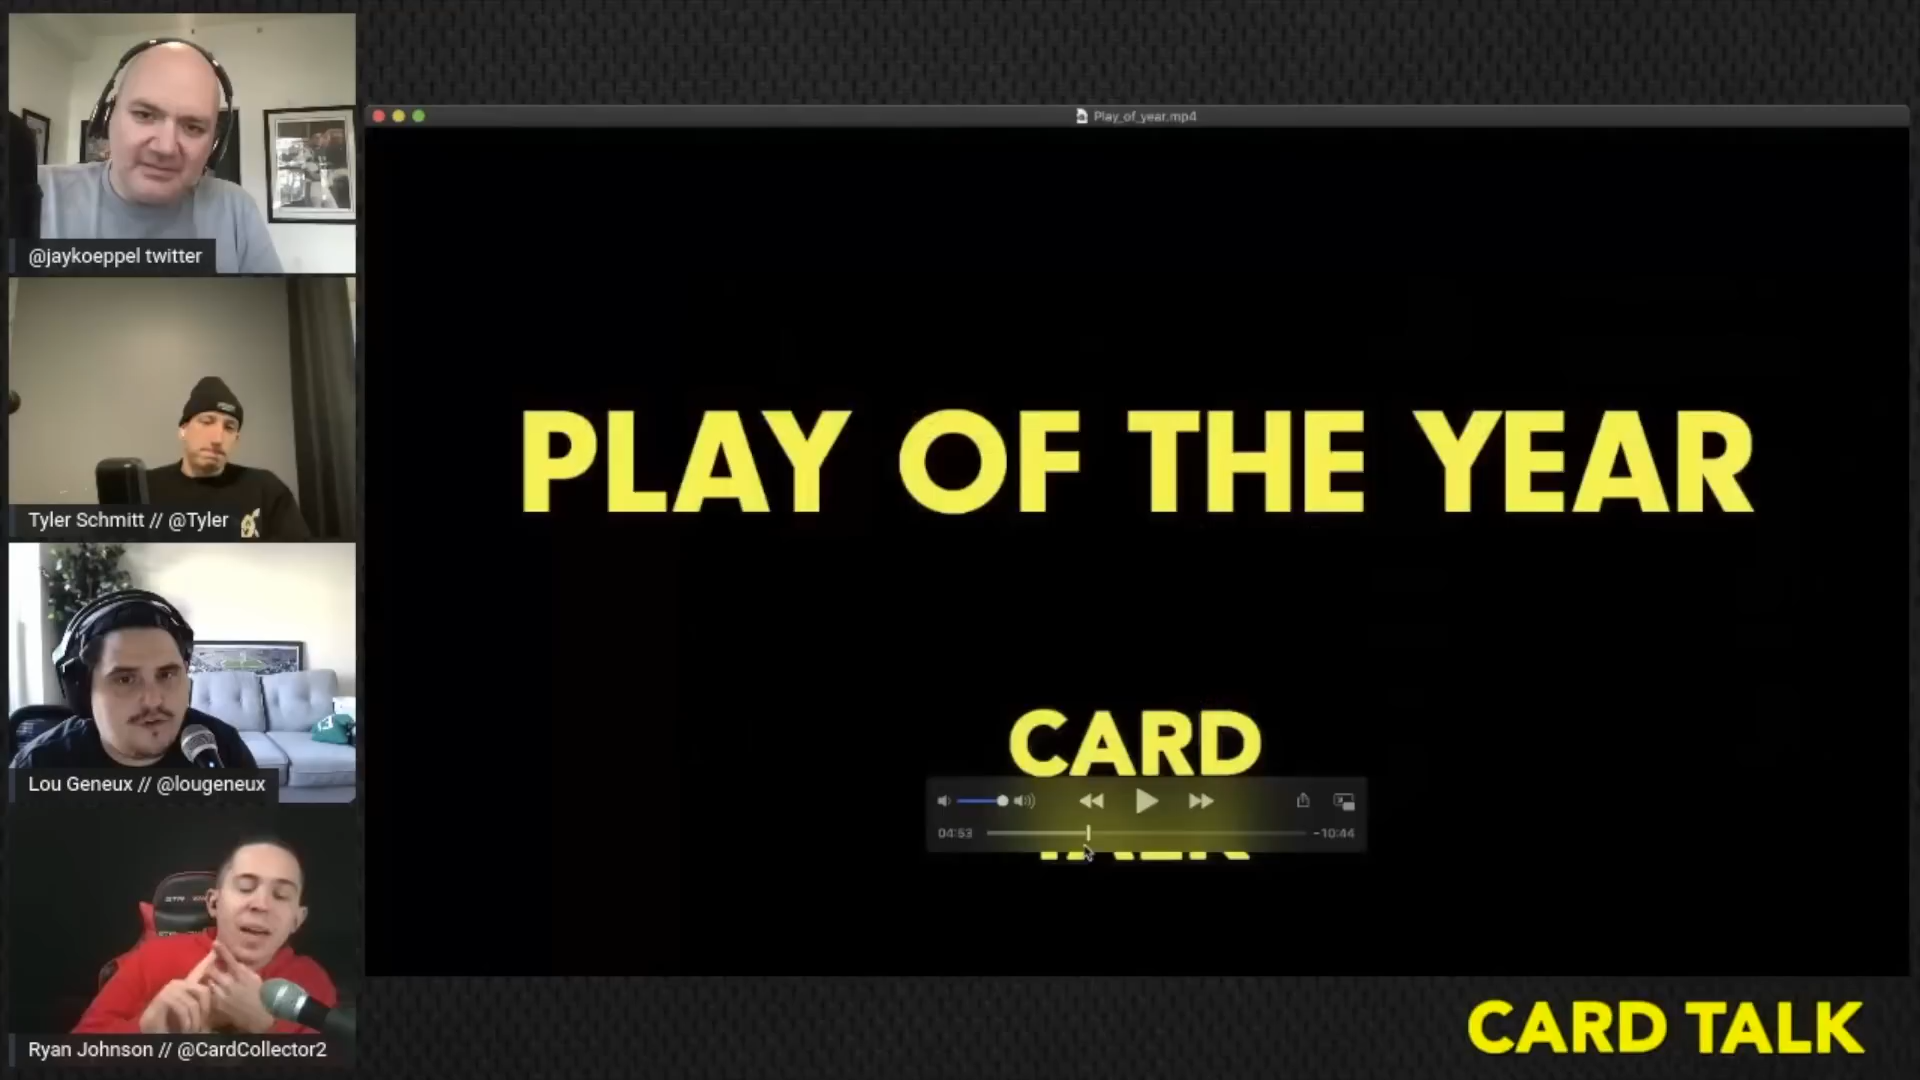 @jaykoeppel twitter
Tyler Schmitt // @Tyler
Lou Geneux // @lougeneux
Ryan Johnson // @CardCollector2
Play_of_year.mp4
PLAY OF THE YEAR
CARD
TALK
04:53
-10:44
CARD TALK